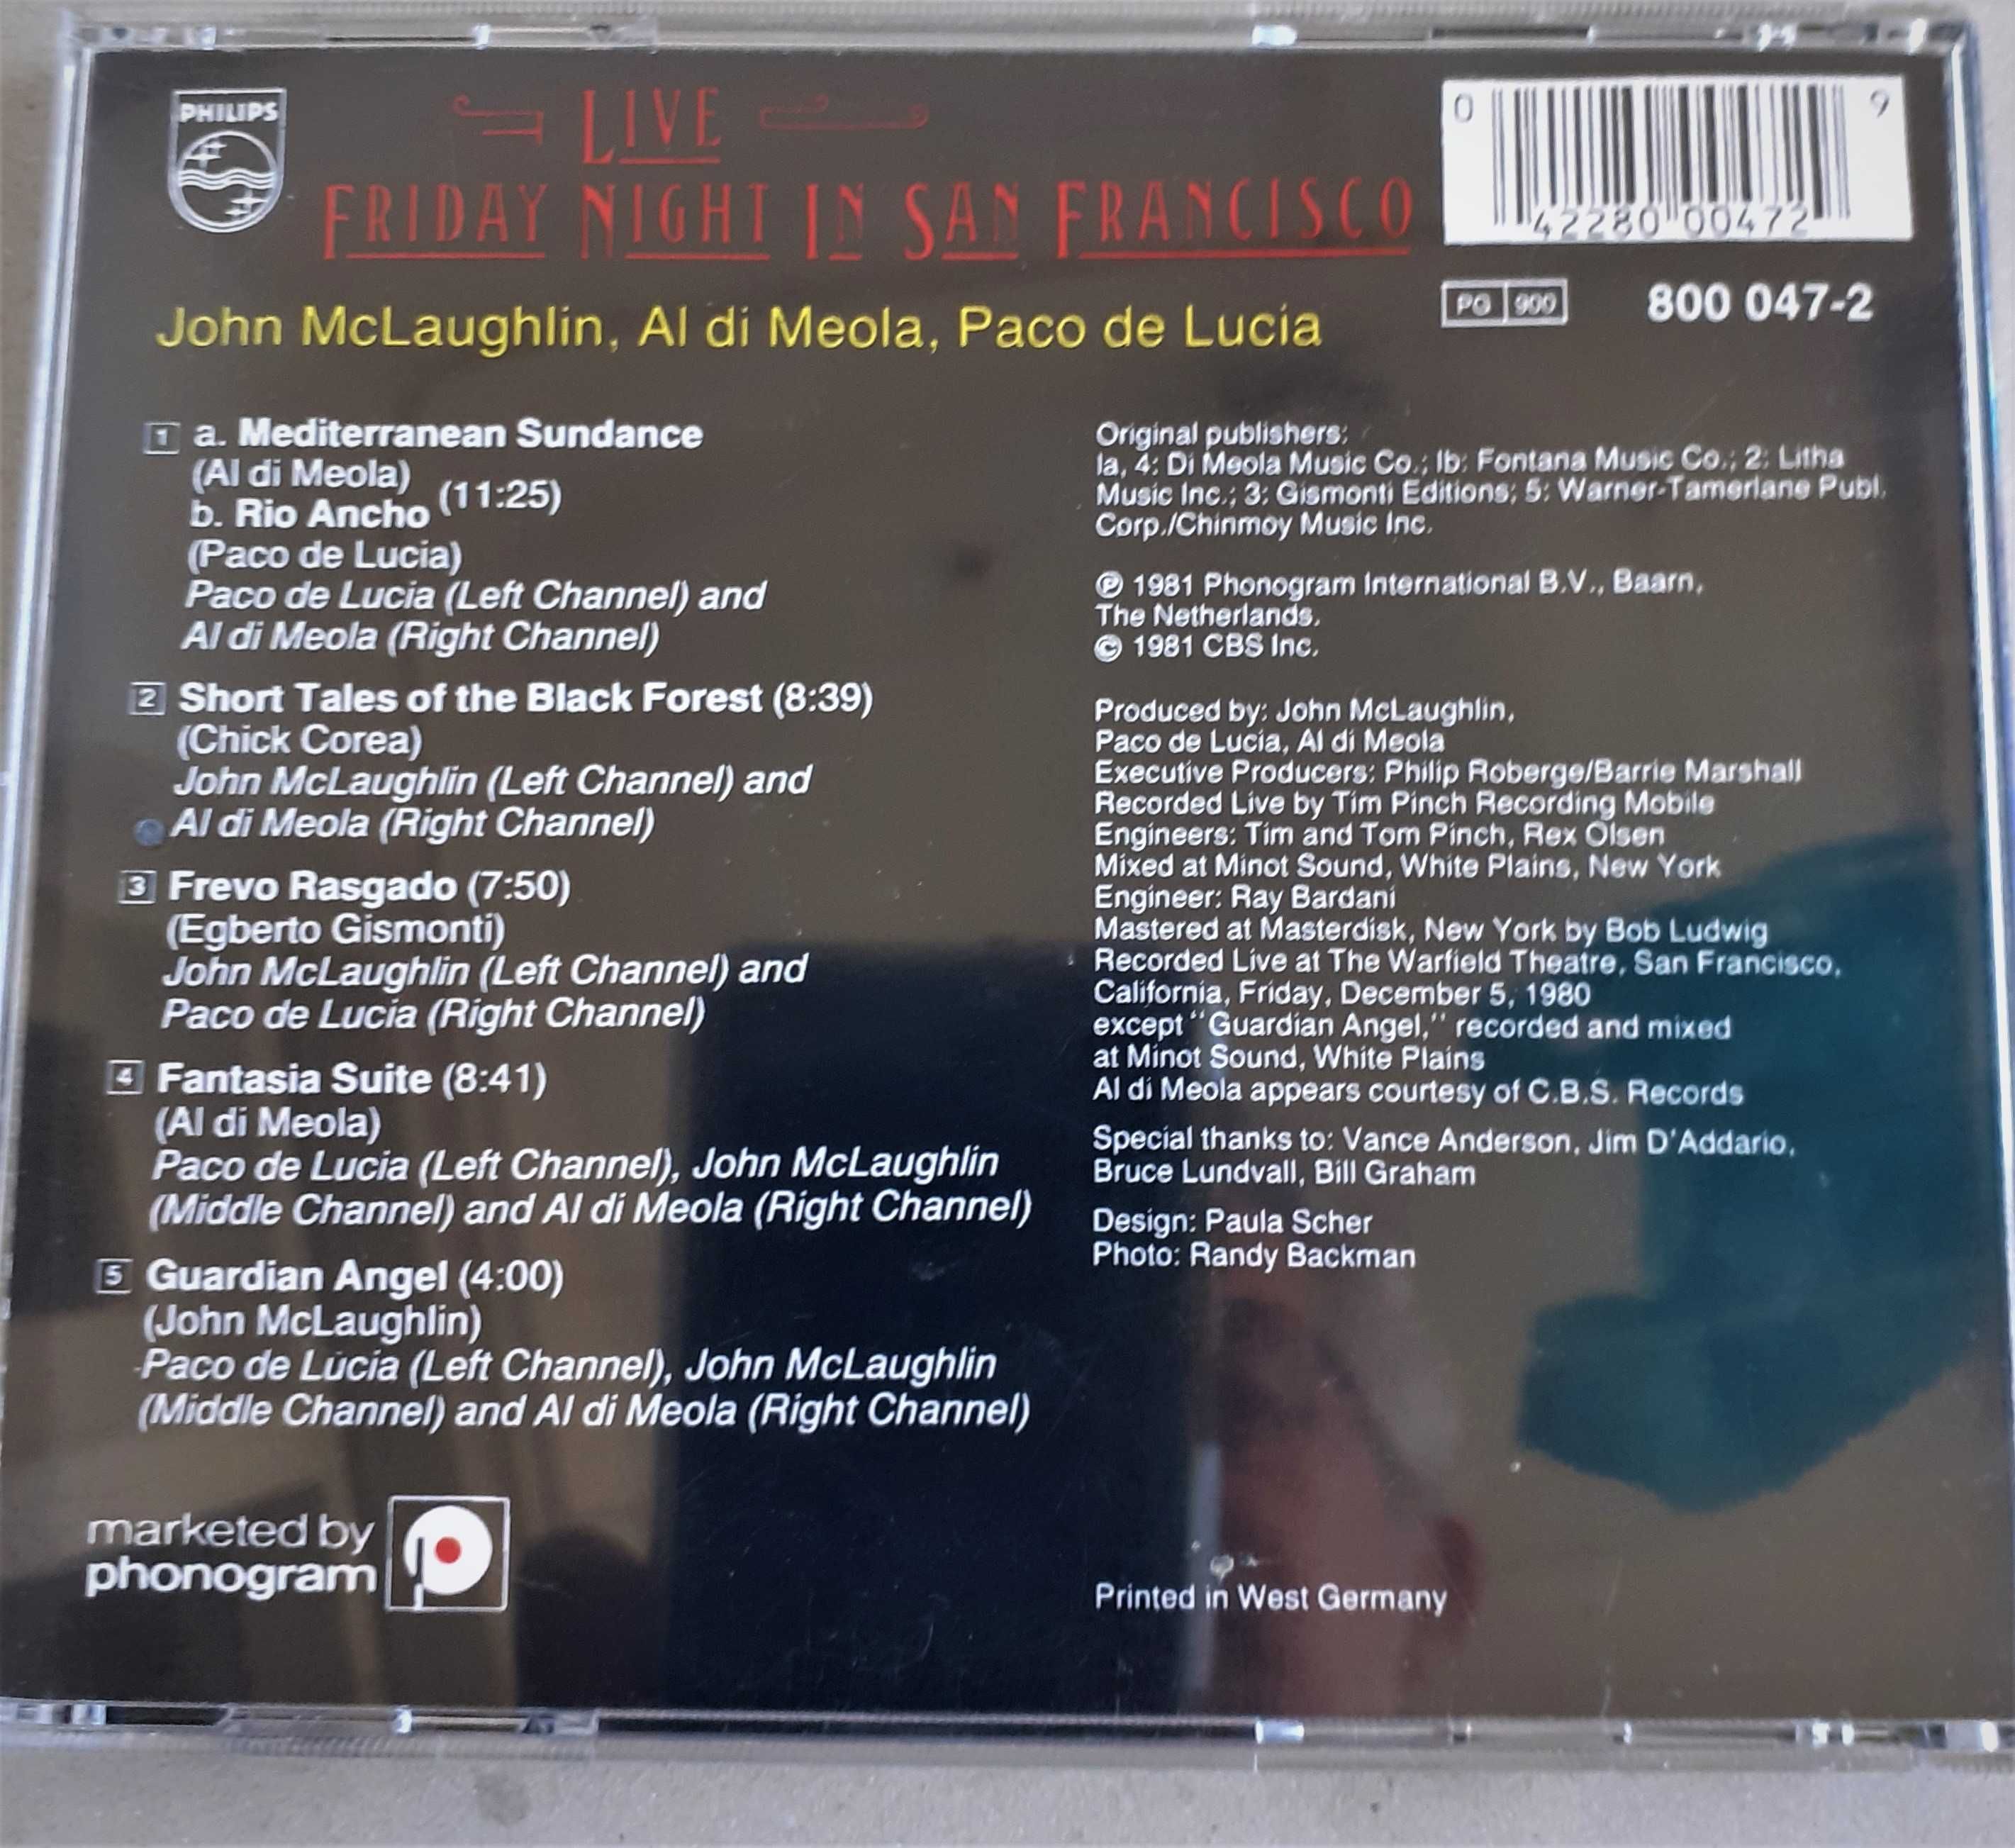 PHILIPS
LIVE
FRIDAY NIGHT IN SAN FRANCISCO
John McLaughlin, Al di Meola, Paco de Lucia
0 42280 00472 9
PG 900 800 047-2
1 a. Mediterranean Sundance
(Al di Meola)
(11:25)
b. Rio Ancho
(Paco de Lucia)
Paco de Lucia (Left Channel) and
Al di Meola (Right Channel)
2 Short Tales of the Black Forest (8:39)
(Chick Corea)
John McLaughlin (Left Channel) and
Al di Meola (Right Channel)
3 Frevo Rasgado (7:50)
(Egberto Gismonti)
John McLaughlin (Left Channel) and
Paco de Lucia (Right Channel)
4 Fantasia Suite (8:41)
(Al di Meola)
Paco de Lucia (Left Channel), John McLaughlin
(Middle Channel) and Al di Meola (Right Channel)
5 Guardian Angel (4:00)
(John McLaughlin)
Paco de Lucia (Left Channel), John McLaughlin
(Middle Channel) and Al di Meola (Right Channel)
marketed by
phonogram
Original publishers:
Ia, 4: Di Meola Music Co.; Ib: Fontana Music Co.; 2: Litha
Music Inc.; 3: Gismonti Editions; 5: Warner-Tamerlane Publ.
Corp./Chinmoy Music Inc.
℗ 1981 Phonogram International B.V., Baarn,
The Netherlands.
© 1981 CBS Inc.
Produced by: John McLaughlin,
Paco de Lucia, Al di Meola
Executive Producers: Philip Roberge/Barrie Marshall
Recorded Live by Tim Pinch Recording Mobile
Engineers: Tim and Tom Pinch, Rex Olsen
Mixed at Minot Sound, White Plains, New York
Engineer: Ray Bardani
Mastered at Masterdisk, New York by Bob Ludwig
Recorded Live at The Warfield Theatre, San Francisco,
California, Friday, December 5, 1980
except "Guardian Angel," recorded and mixed
at Minot Sound, White Plains
Al di Meola appears courtesy of C.B.S. Records
Special thanks to: Vance Anderson, Jim D'Addario,
Bruce Lundvall, Bill Graham
Design: Paula Scher
Photo: Randy Backman
Printed in West Germany